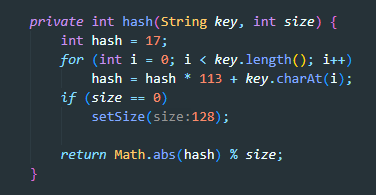 private int hash(String key, int size) {
int hash = 17;
for (int i = 0; i < key.length(); i++)
hash = hash * 113 + key.charAt(i);
if (size == 0)
setSize(size:128);
return Math.abs(hash) % size;
}